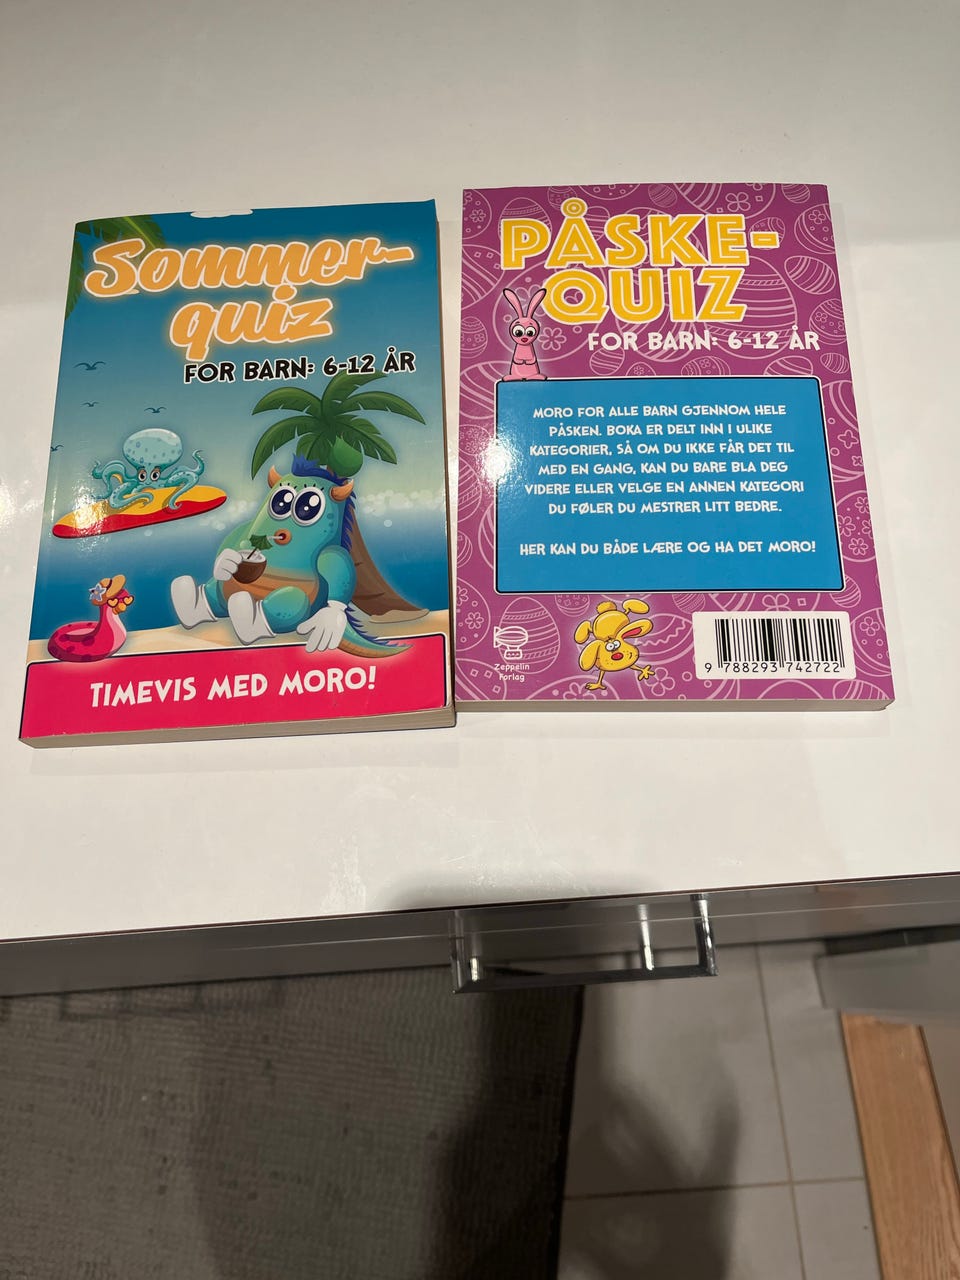 Sommer-
quiz
FOR BARN: 6-12 ÅR
TIMEVIS MED MORO!
PÅSKE-
QUIZ
FOR BARN: 6-12 ÅR
MORO FOR ALLE BARN GJENNOM HELE
PÅSKEN. BOKA ER DELT INN I ULIKE
KATEGORIER, SÅ OM DU IKKE FÅR DET TIL
MED EN GANG, KAN DU BARE BLA DEG
VIDERE ELLER VELGE EN ANNEN KATEGORI
DU FØLER DU MESTRER LITT BEDRE.
HER KAN DU BÅDE LÆRE OG HA DET MORO!
Zeppelin
Forlag
9 788293 742722